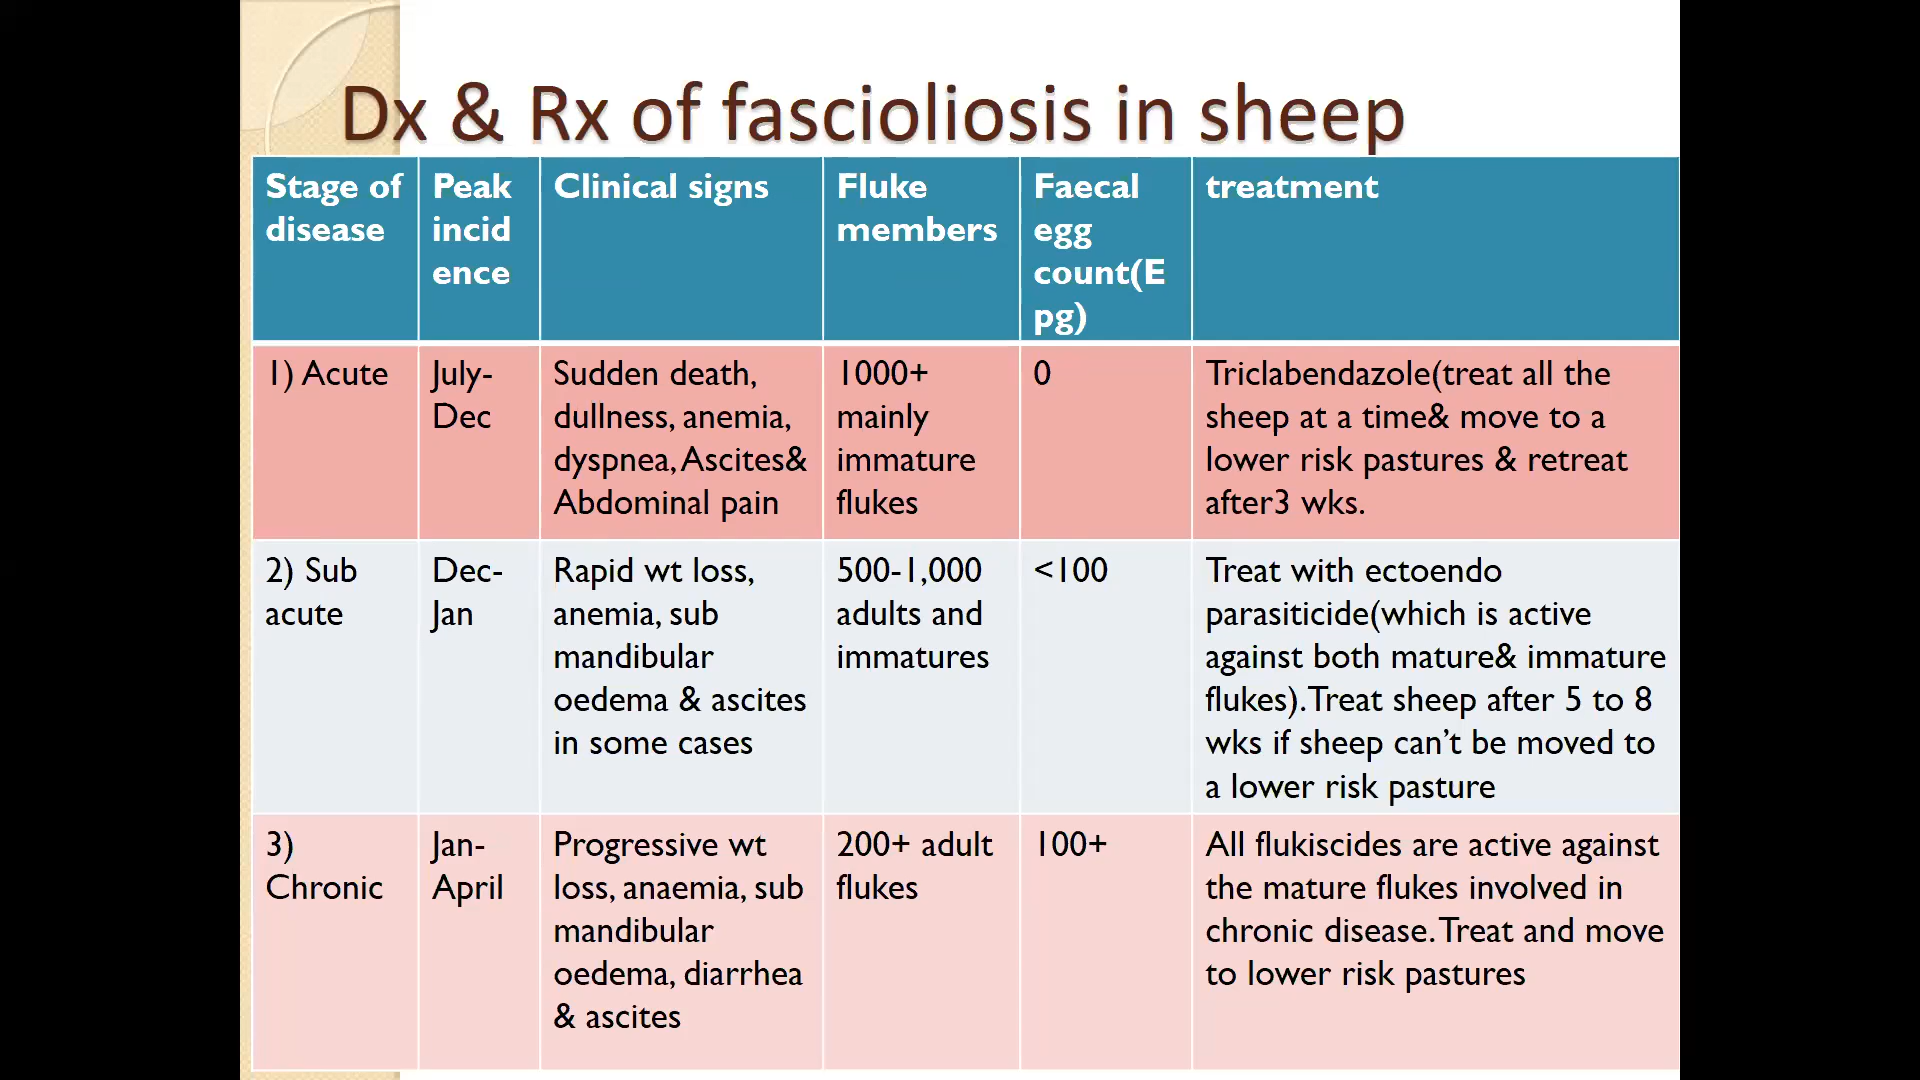 Dx & Rx of fascioliosis in sheep
Stage of
disease
Peak
incid
ence
Clinical signs
Fluke
members
Faecal
egg
count(E
pg)
treatment
1) Acute
July-
Dec
Sudden death,
dullness, anemia,
dyspnea, Ascites&
Abdominal pain
1000+
mainly
immature
flukes
0
Triclabendazole(treat all the
sheep at a time& move to a
lower risk pastures & retreat
after3 wks.
2) Sub
acute
Dec-
Jan
Rapid wt loss,
anemia, sub
mandibular
oedema & ascites
in some cases
500-1,000
adults and
immatures
<100
Treat with ectoendo
parasiticide(which is active
against both mature& immature
flukes). Treat sheep after 5 to 8
wks if sheep can’t be moved to
a lower risk pasture
3)
Chronic
Jan-
April
Progressive wt
loss, anaemia, sub
mandibular
oedema, diarrhea
& ascites
200+ adult
flukes
100+
All flukiscides are active against
the mature flukes involved in
chronic disease. Treat and move
to lower risk pastures